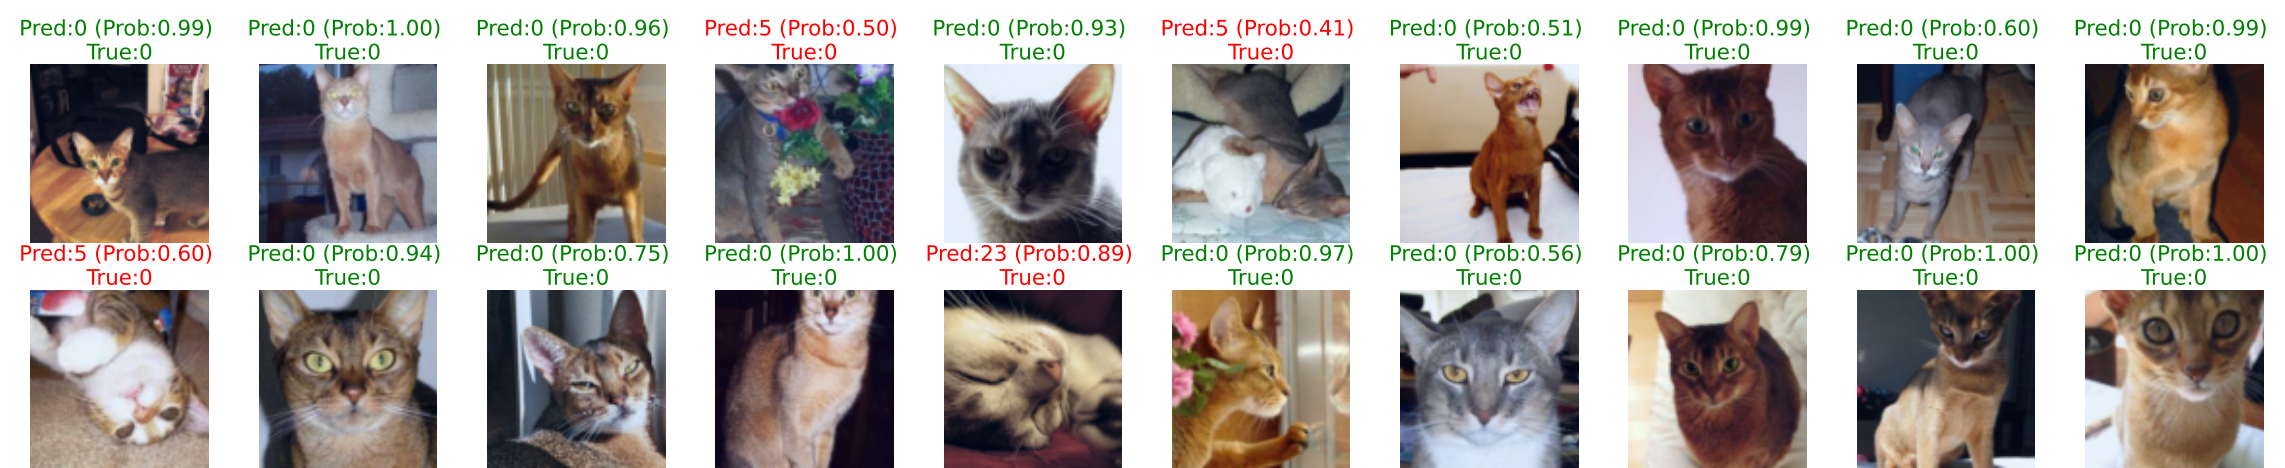 Pred:0 (Prob:0.99)
True:0
Pred:0 (Prob:1.00)
True:0
Pred:0 (Prob:0.96)
True:0
Pred:5 (Prob:0.50)
True:0
Pred:0 (Prob:0.93)
True:0
Pred:5 (Prob:0.41)
True:0
Pred:0 (Prob:0.51)
True:0
Pred:0 (Prob:0.99)
True:0
Pred:0 (Prob:0.60)
True:0
Pred:0 (Prob:0.99)
True:0
Pred:5 (Prob:0.60)
True:0
Pred:0 (Prob:0.94)
True:0
Pred:0 (Prob:0.75)
True:0
Pred:0 (Prob:1.00)
True:0
Pred:23 (Prob:0.89)
True:0
Pred:0 (Prob:0.97)
True:0
Pred:0 (Prob:0.56)
True:0
Pred:0 (Prob:0.79)
True:0
Pred:0 (Prob:1.00)
True:0
Pred:0 (Prob:1.00)
True:0